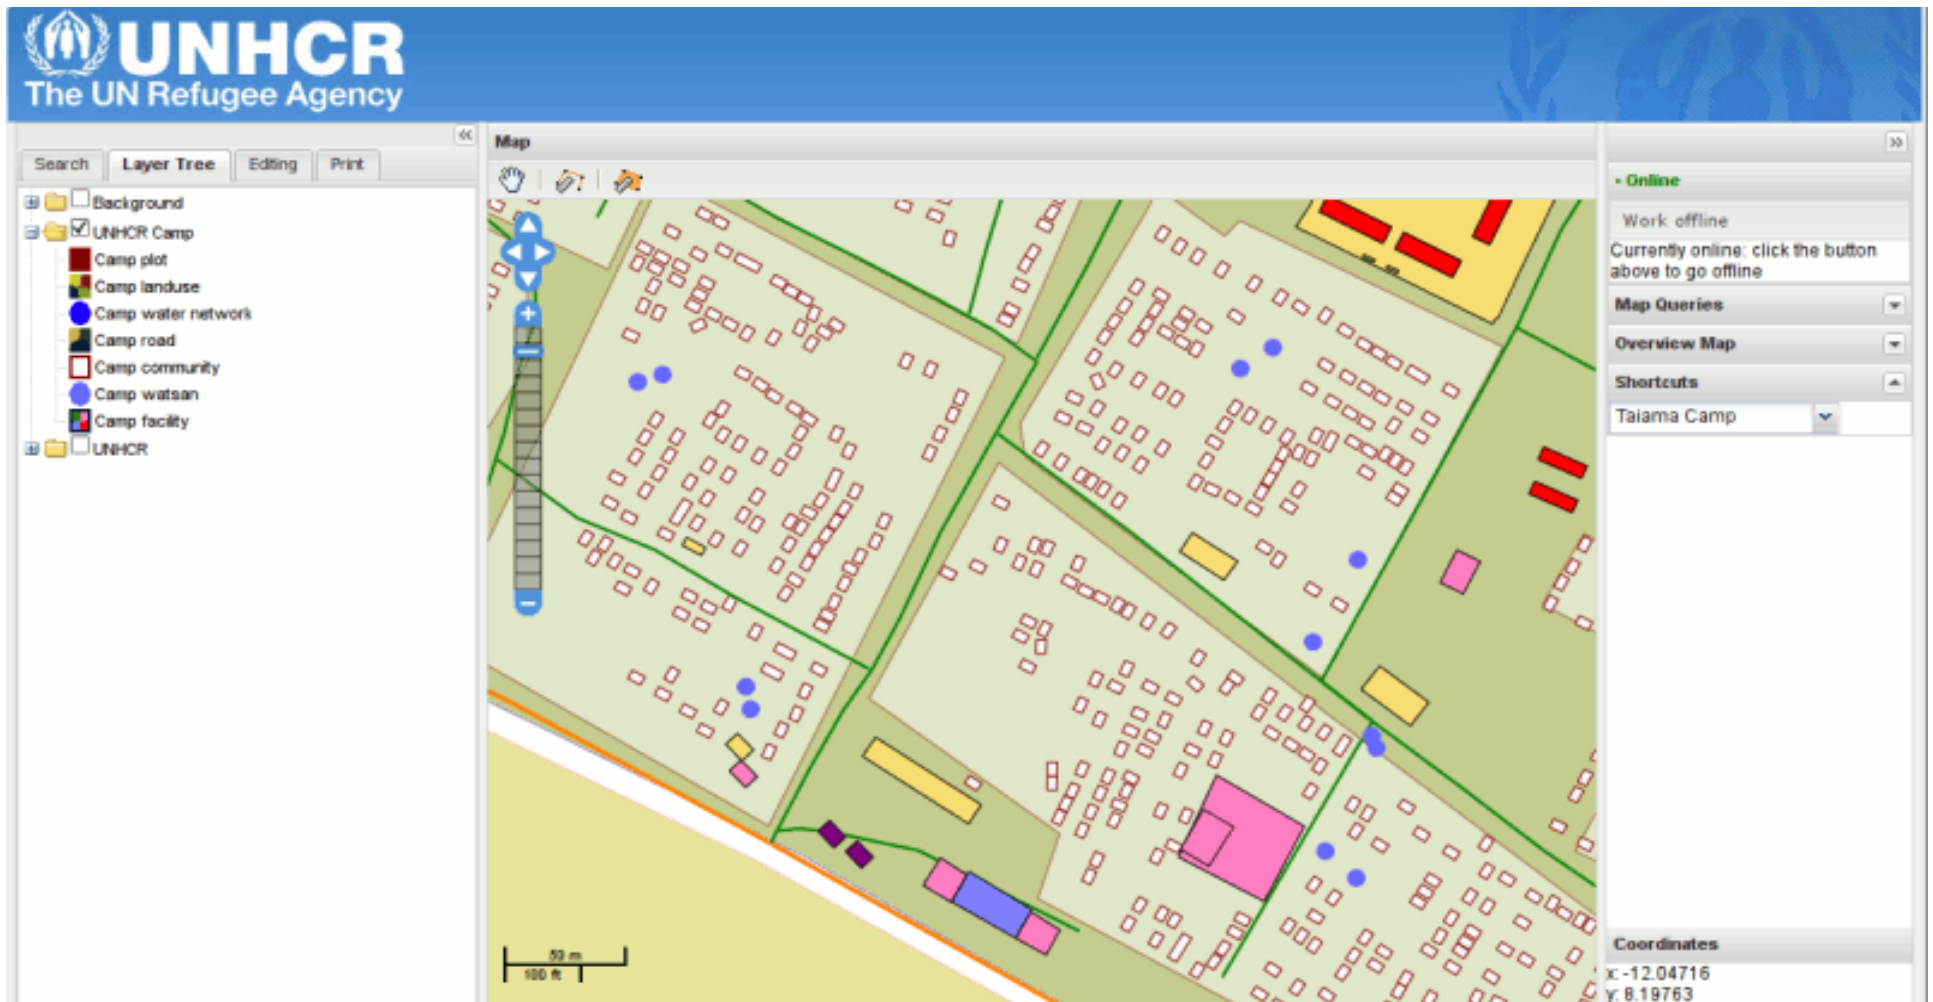 UNHCR
The UN Refugee Agency
Search
Layer Tree
Editing
Print
Background
UNHCR Camp
Camp plot
Camp landuse
Camp water network
Camp road
Camp community
Camp watsan
Camp facility
UNHCR
Map
50 m
100 ft
Online
Work offline
Currently online: click the button
above to go offline
Map Queries
Overview Map
Shortcuts
Taiama Camp
Coordinates
x: -12.04716
y: 8.19763